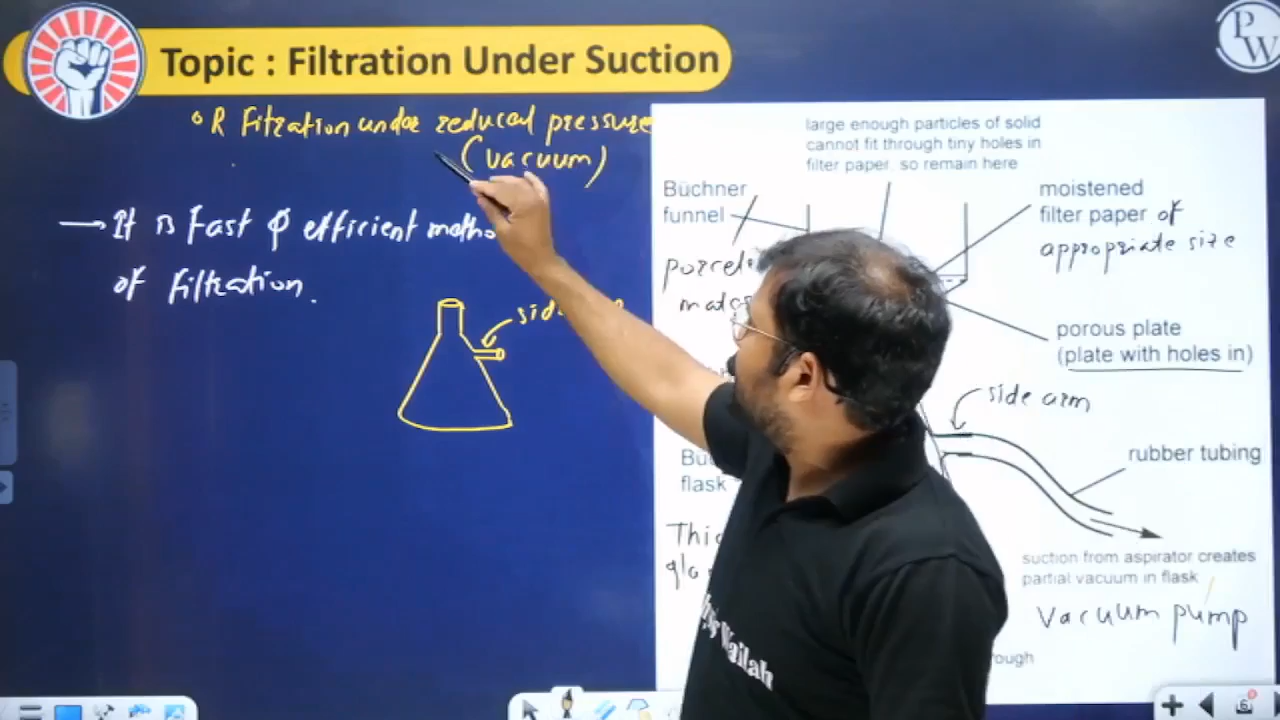 Topic : Filtration Under Suction
PW
OR Fitration under reduced pressure
(vacuum)
→ It is fast & efficient
of filtration.
large enough particles of solid
cannot fit through tiny holes in
filter paper, so remain here
Büchner
funnel
moistened
filter paper of
appropriate size
porous plate
(plate with holes in)
side arm
rubber tubing
flask
suction from aspirator creates
partial vacuum in flask
vacuum pump